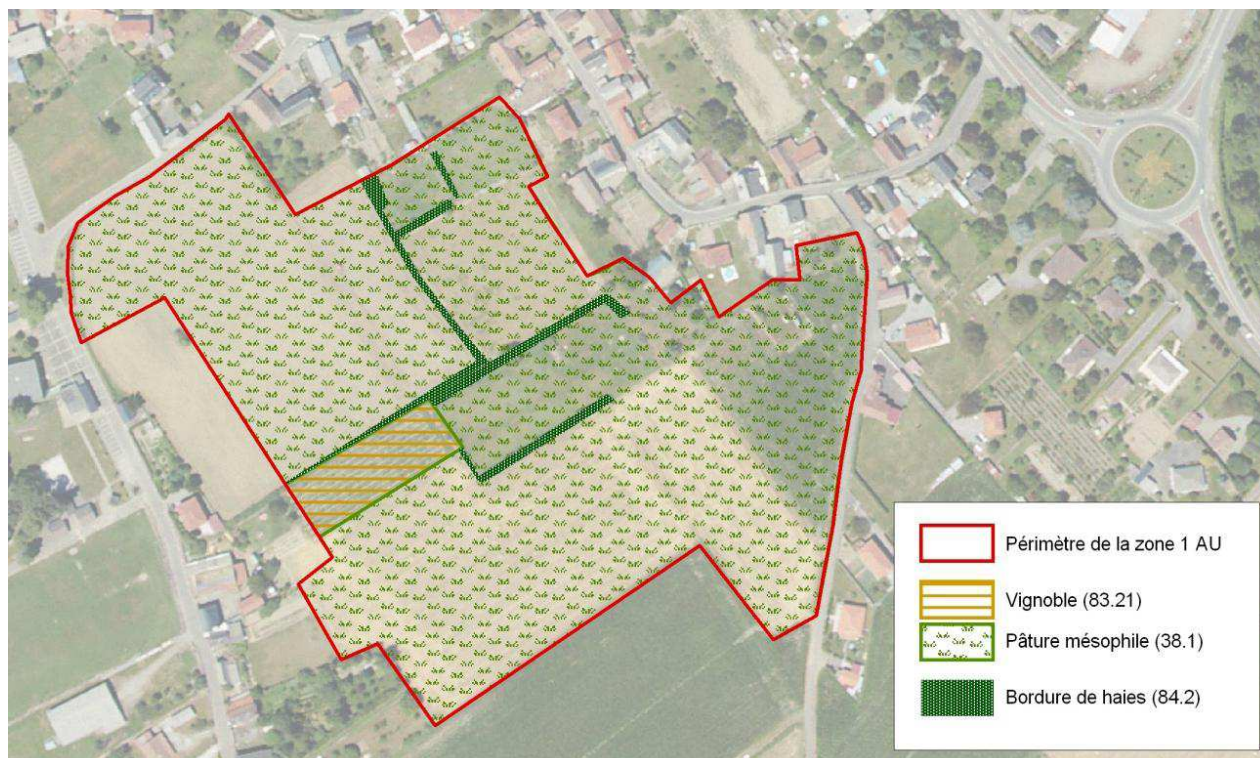 Périmètre de la zone 1 AU
Vignoble (83.21)
Pâture mésophile (38.1)
Bordure de haies (84.2)